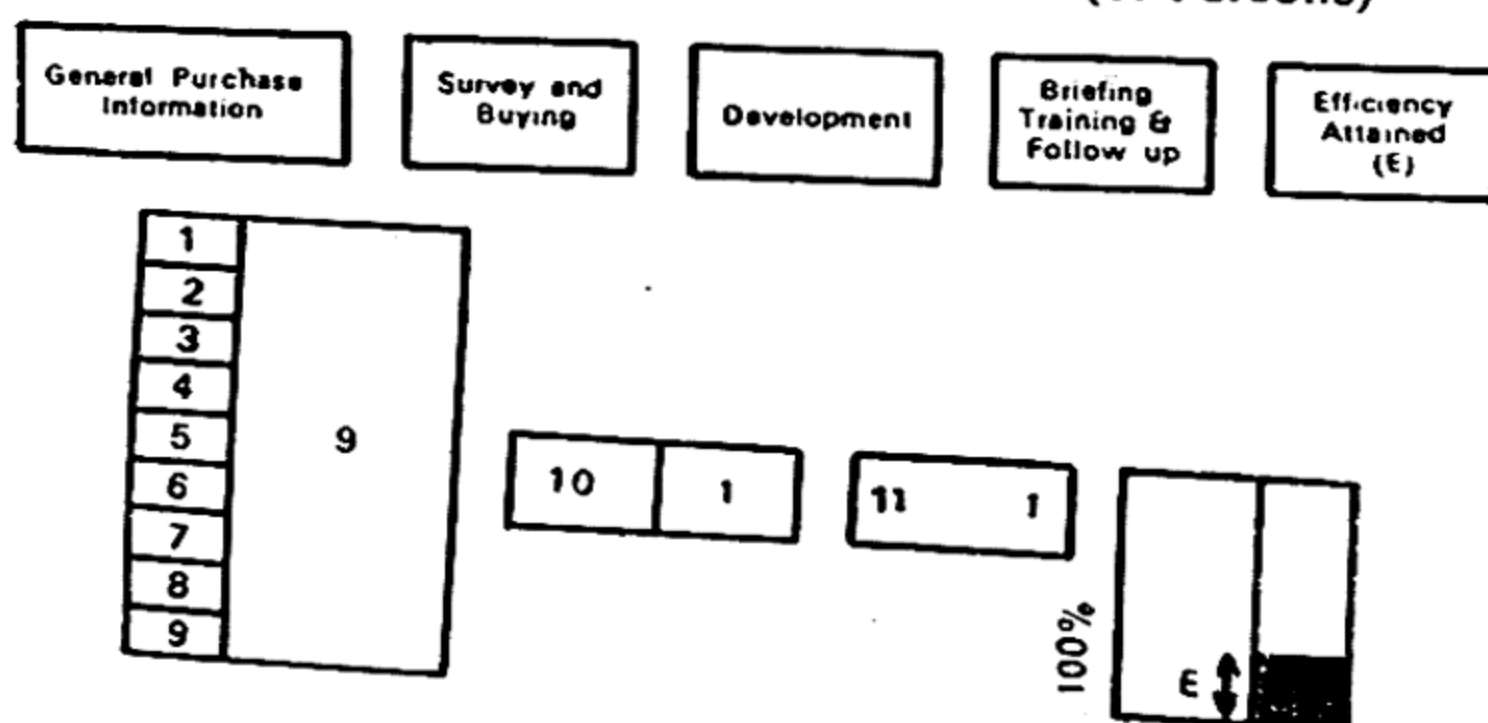 General Purchase
Information
Survey and
Buying
Development
Briefing
Training &
Follow up
Efficiency
Attained
(E)
1
2
3
4
5
6
7
8
9
9
10
1
11
1
100%
E